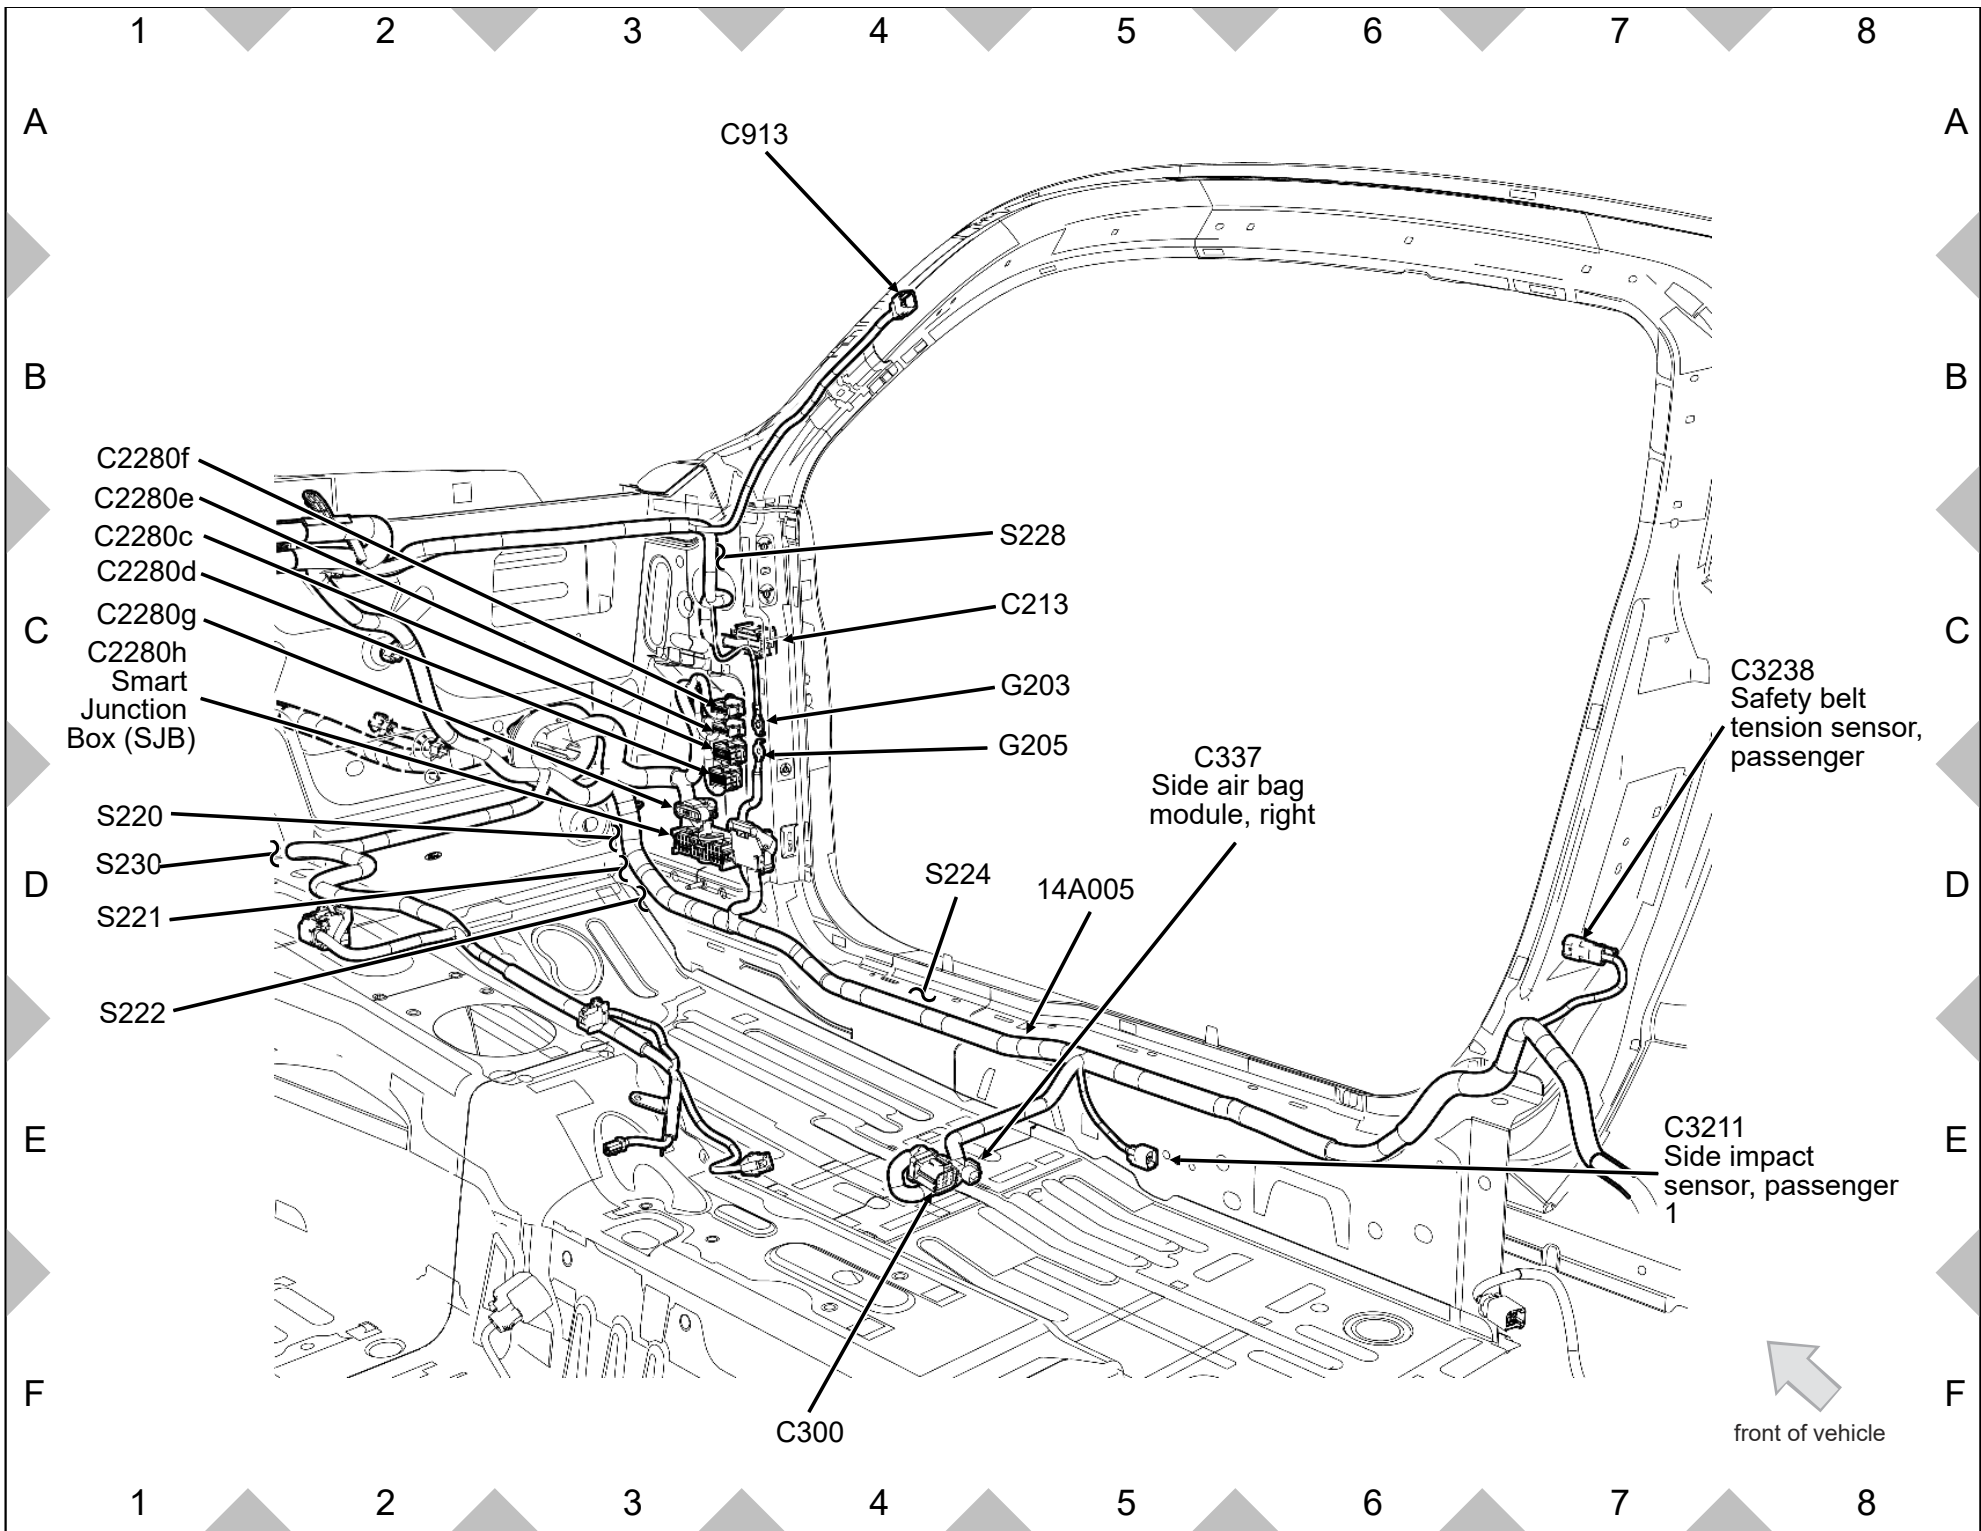 1 2 3 4 5 6 7 8
A A
C913
B B
C2280f
C2280e
C2280c
C2280d
C2280g
C2280h
Smart
Junction
Box (SJB)
S228
C213
C C
G203
G205
C3238
Safety belt
tension sensor,
passenger
C337
Side air bag
module, right
S220
S230
S221
S222
D D
S224
14A005
E E
C3211
Side impact
sensor, passenger
1
F F
C300
front of vehicle
1 2 3 4 5 6 7 8